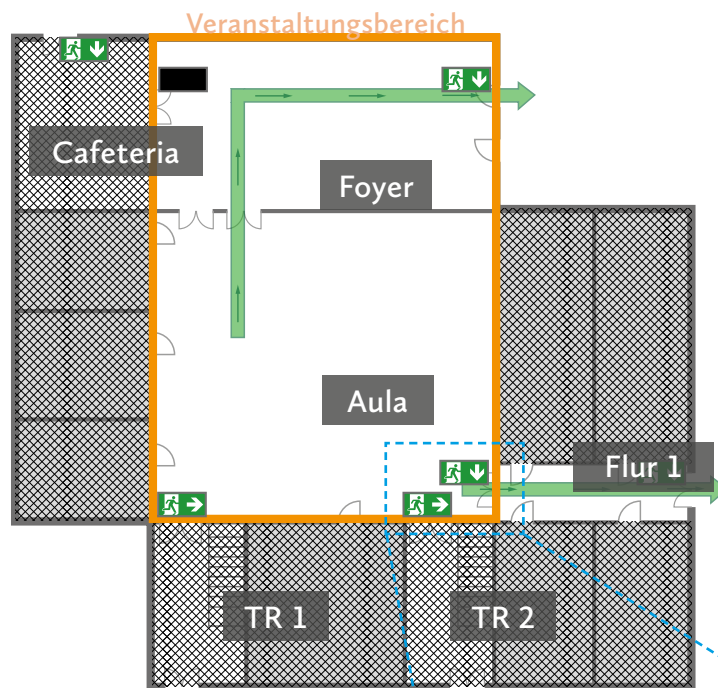 Veranstaltungsbereich
Cafeteria
Foyer
Aula
Flur 1
TR 1
TR 2